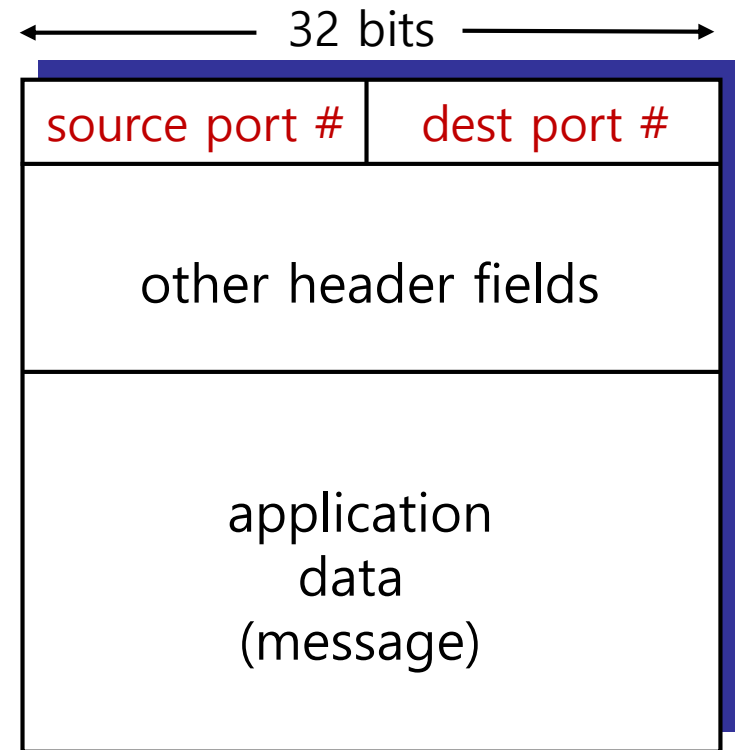 32 bits
source port # dest port #
other header fields
application
data
(message)